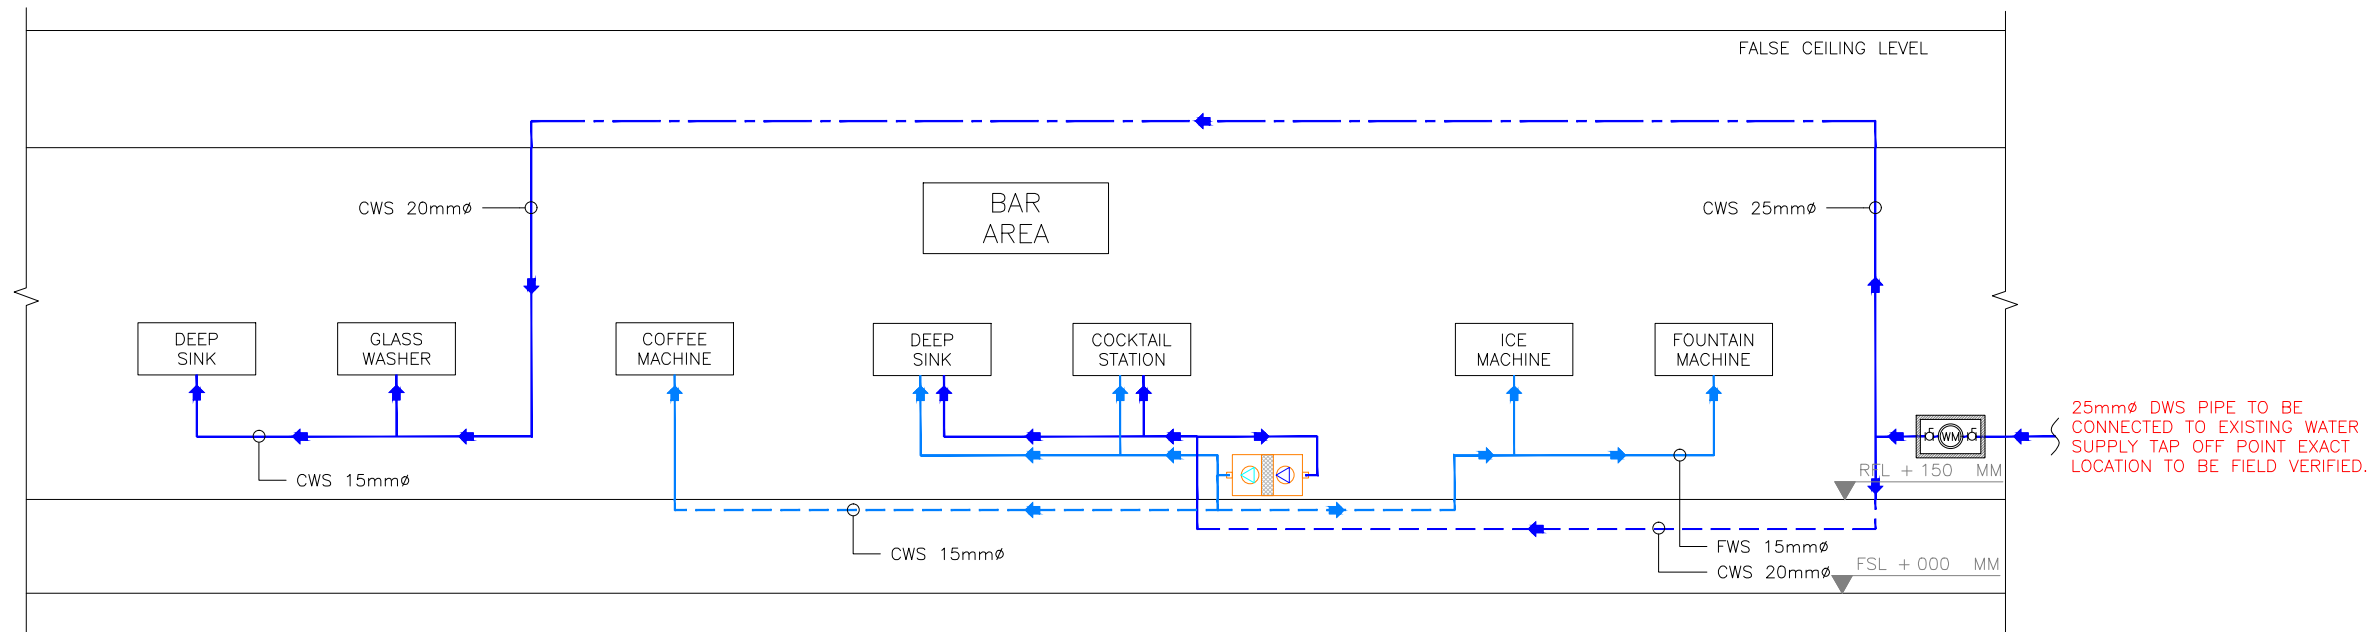 FALSE CEILING LEVEL
CWS 20mmø
BAR
AREA
CWS 25mmø
DEEP
SINK
GLASS
WASHER
COFFEE
MACHINE
DEEP
SINK
COCKTAIL
STATION
ICE
MACHINE
FOUNTAIN
MACHINE
25mmø DWS PIPE TO BE
CONNECTED TO EXISTING WATER
SUPPLY TAP OFF POINT EXACT
LOCATION TO BE FIELD VERIFIED.
WM
RFL + 150 MM
CWS 15mmø
CWS 15mmø
FWS 15mmø
CWS 20mmø
FSL + 000 MM